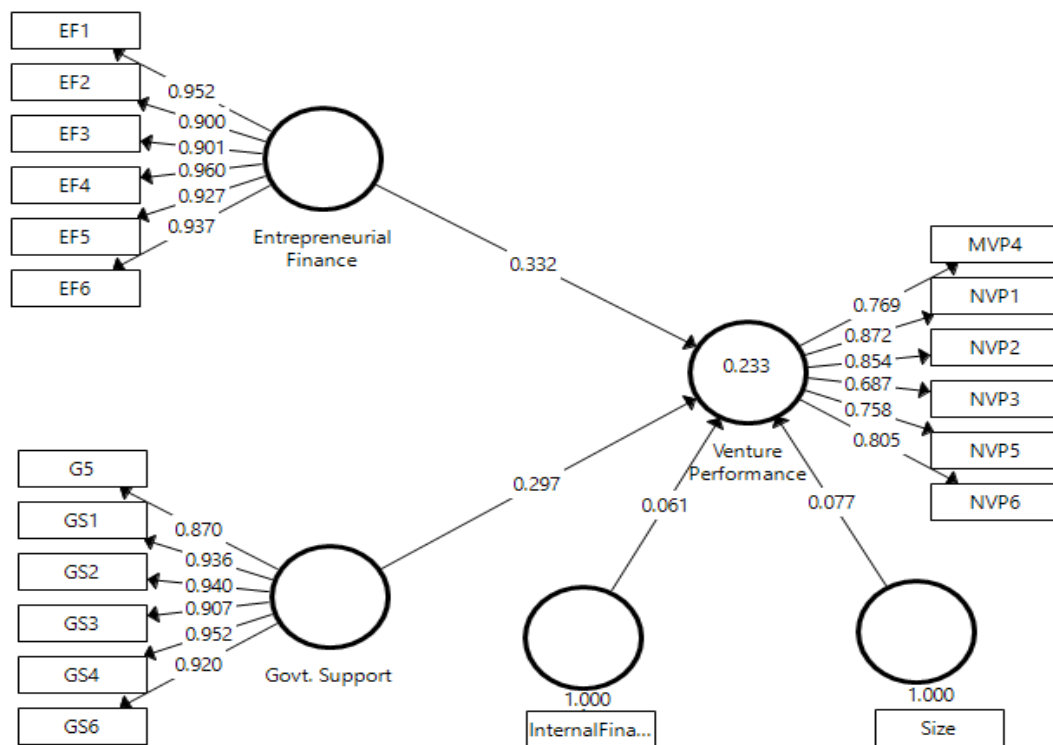 EF1
EF2
EF3
EF4
EF5
EF6
0.952
0.900
0.901
0.960
0.927
0.937
Entrepreneurial
Finance
0.332
MVP4
NVP1
NVP2
NVP3
NVP5
NVP6
0.769
0.872
0.854
0.687
0.758
0.805
0.233
Venture
Performance
0.297
0.061
0.077
G5
GS1
GS2
GS3
GS4
GS6
0.870
0.936
0.940
0.907
0.952
0.920
Govt. Support
1.000
InternalFina...
1.000
Size